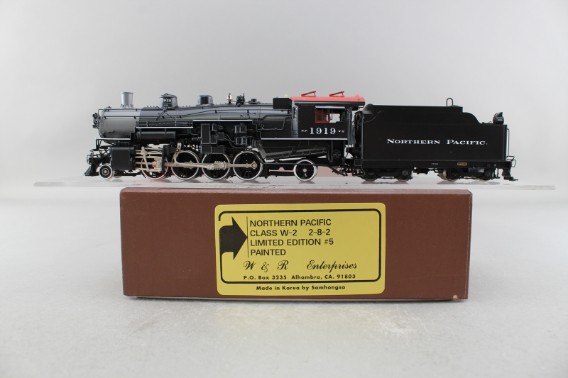 1919
NORTHERN PACIFIC
NORTHERN PACIFIC
CLASS W-2 2-8-2
LIMITED EDITION #5
PAINTED
W & R Enterprises
P.O. Box 3235 Alhambra, CA. 91803
Made in Korea by Samhongsa